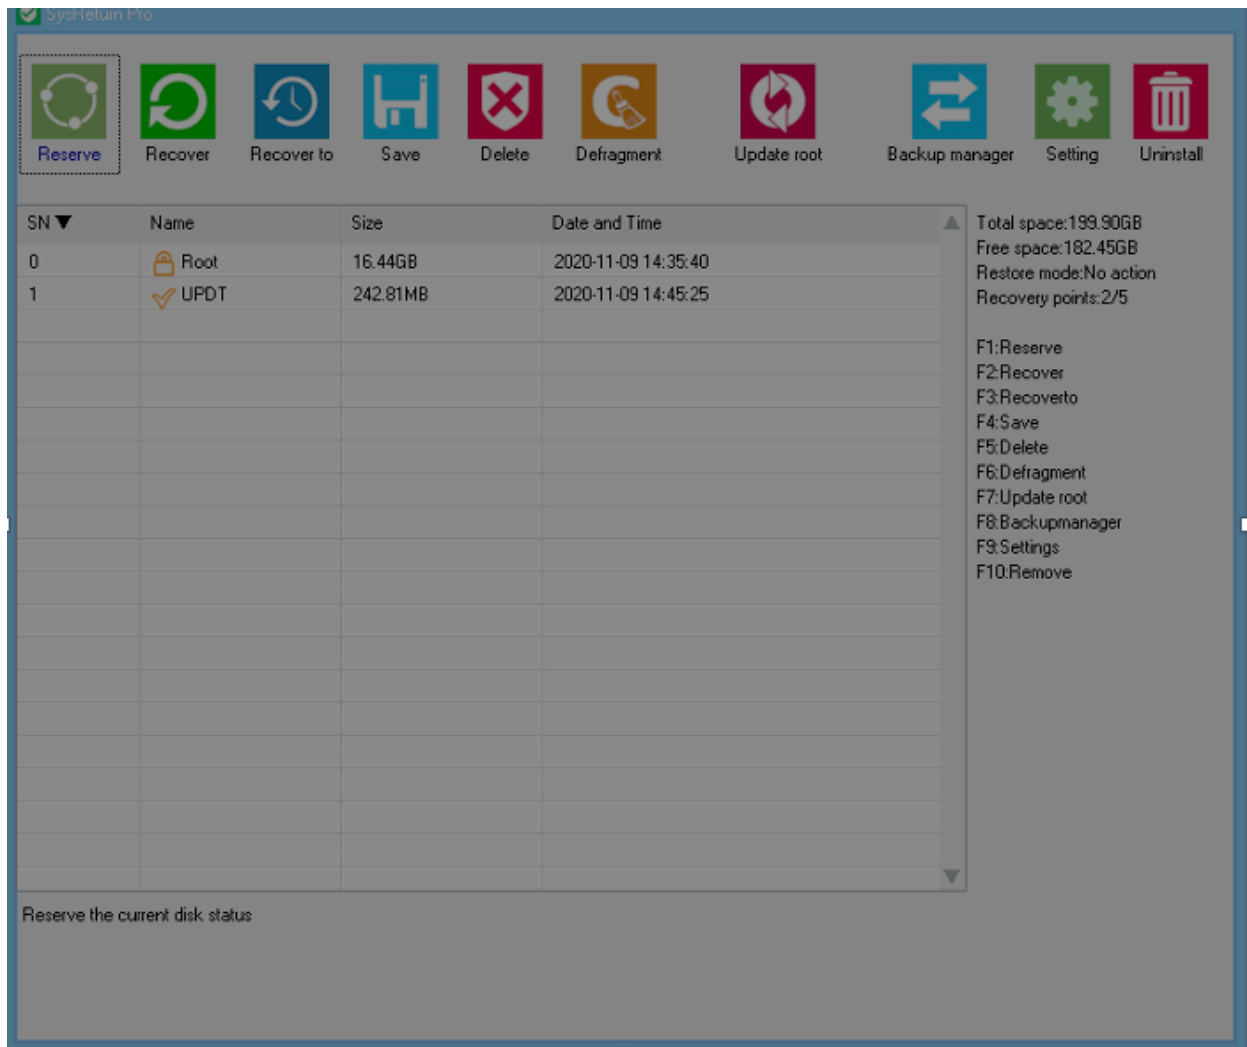 SysReturn Pro
Reserve Recover Recover to Save Delete Defragment Update root Backup manager Setting Uninstall
SN▼ Name Size Date and Time
0 Root 16.44GB 2020-11-09 14:35:40
1 UPDT 242.81MB 2020-11-09 14:45:25
Total space:199.90GB
Free space:182.45GB
Restore mode:No action
Recovery points:2/5
F1:Reserve
F2:Recover
F3:Recoverto
F4:Save
F5:Delete
F6:Defragment
F7:Update root
F8:Backupmanager
F9:Settings
F10:Remove
Reserve the current disk status